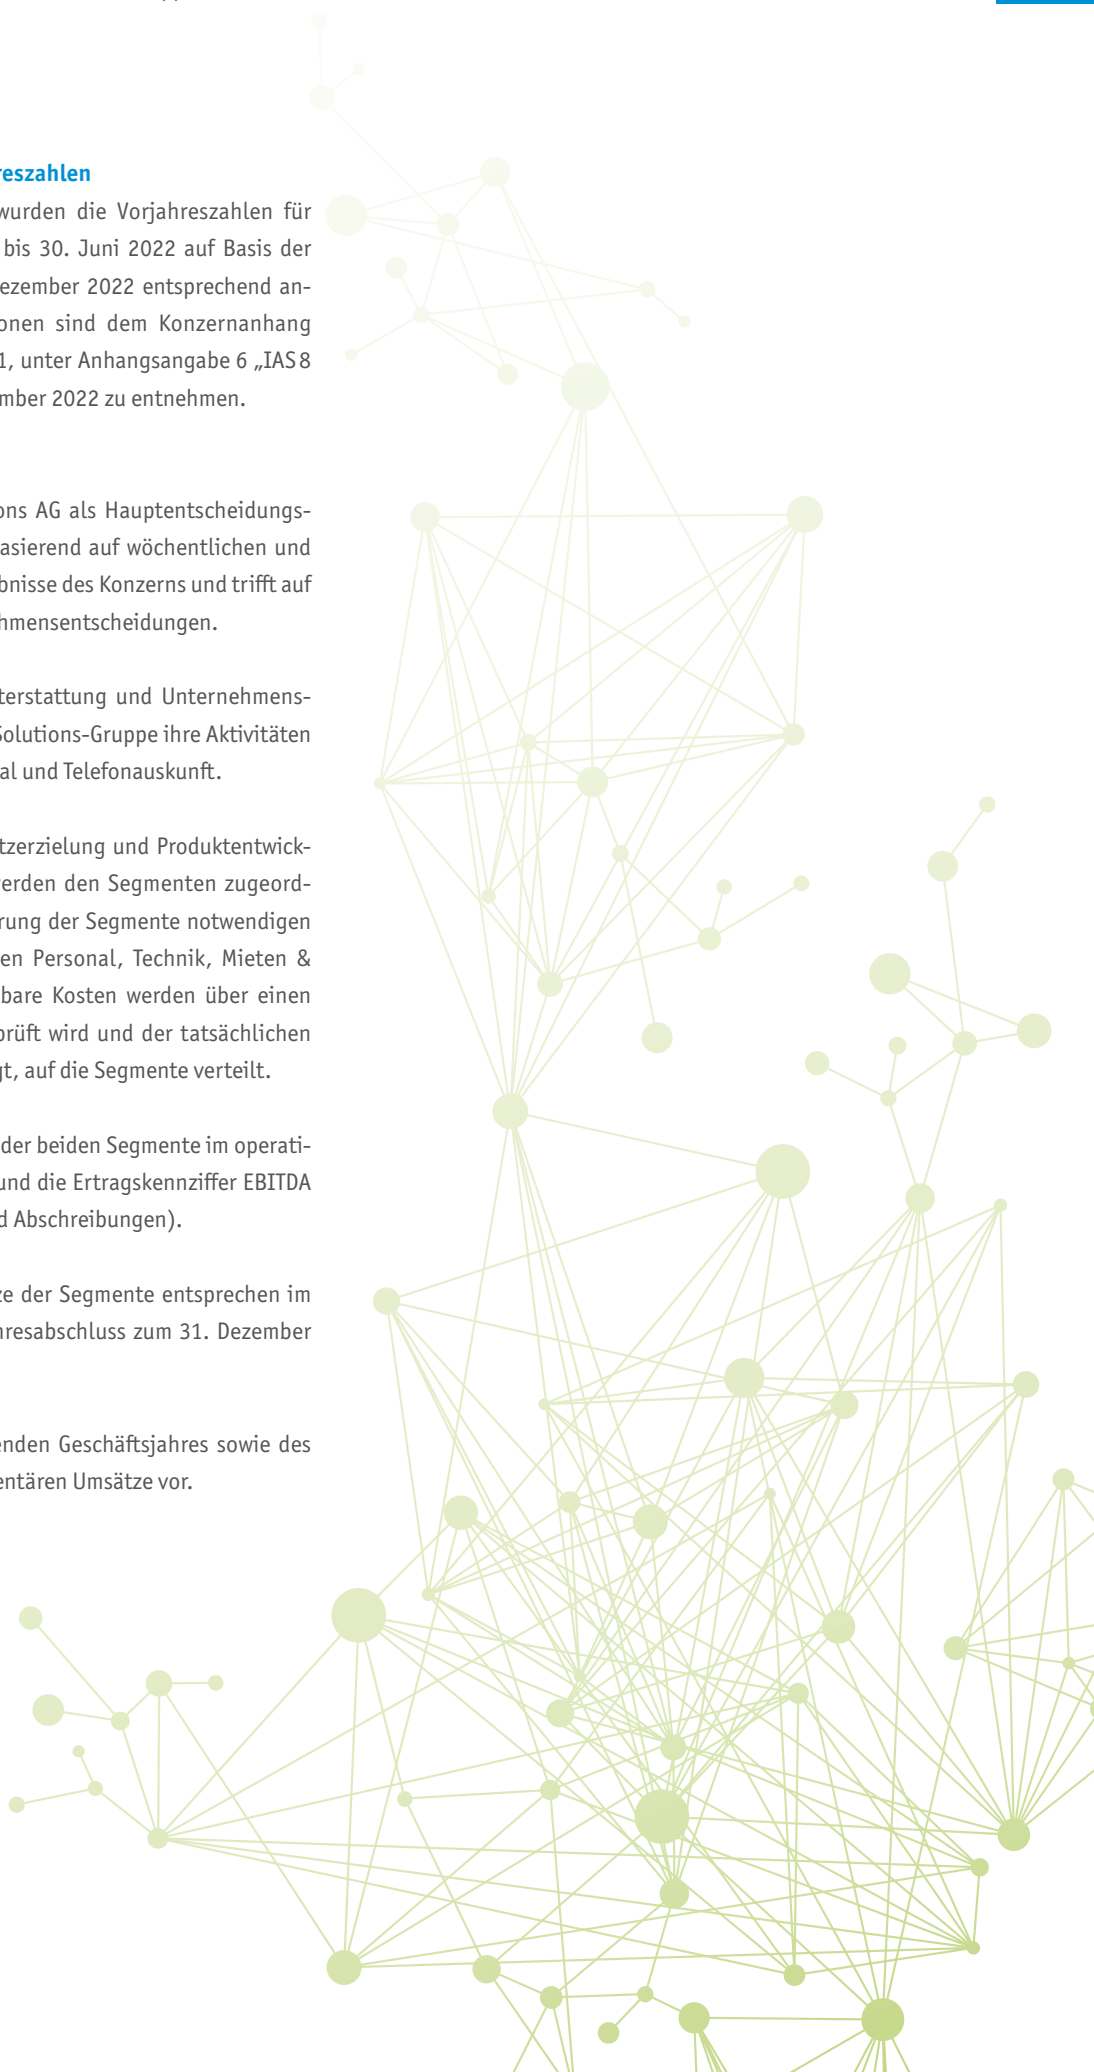 reszahlen
wurden die Vorjahreszahlen für
bis 30. Juni 2022 auf Basis der
ezember 2022 entsprechend an-
onen sind dem Konzernanhang
1, unter Anhangsangabe 6 „IAS 8
mber 2022 zu entnehmen.
ons AG als Hauptentscheidungs-
asierend auf wöchentlichen und
bnisse des Konzerns und trifft auf
hmensentscheidungen.
terstattung und Unternehmens-
Solutions-Gruppe ihre Aktivitäten
al und Telefonauskunft.
tzerzielung und Produktentwick-
verden den Segmenten zugeord-
rung der Segmente notwendigen
en Personal, Technik, Mieten &
bare Kosten werden über einen
prüft wird und der tatsächlichen
gt, auf die Segmente verteilt.
der beiden Segmente im operati-
und die Ertragskennziffer EBITDA
d Abschreibungen).
ze der Segmente entsprechen im
hresabschluss zum 31. Dezember
enden Geschäftsjahres sowie des
entären Umsätze vor.